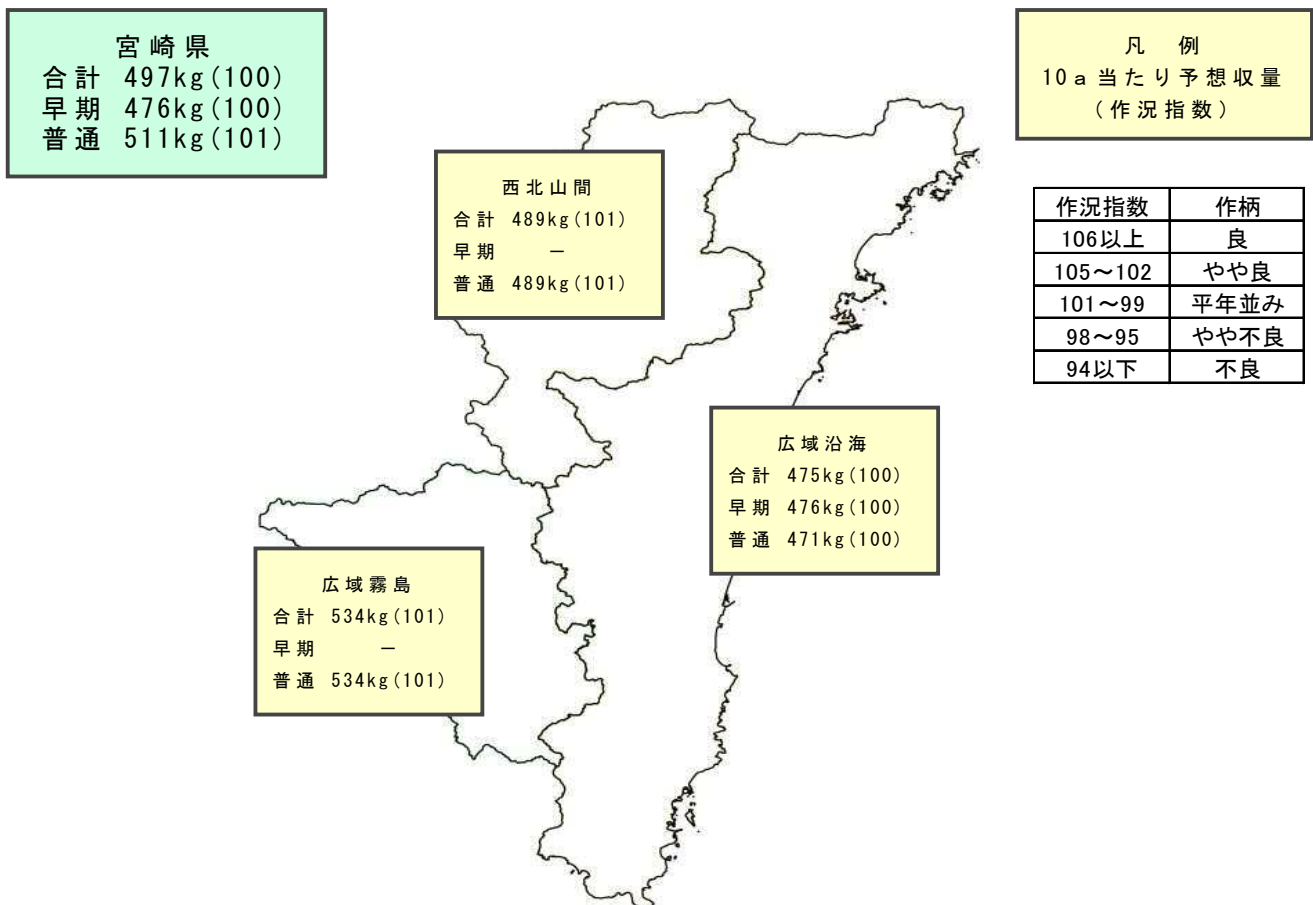 宮崎県
合計 497kg(100)
早期 476kg(100)
普通 511kg(101)
凡 例
10a当たり予想収量
(作況指数)
西北山間
合計 489kg(101)
早期 －
普通 489kg(101)
作況指数 作柄
106以上 良
105～102 やや良
101～99 平年並み
98～95 やや不良
94以下 不良
広域沿海
合計 475kg(100)
早期 476kg(100)
普通 471kg(100)
広域霧島
合計 534kg(101)
早期 －
普通 534kg(101)